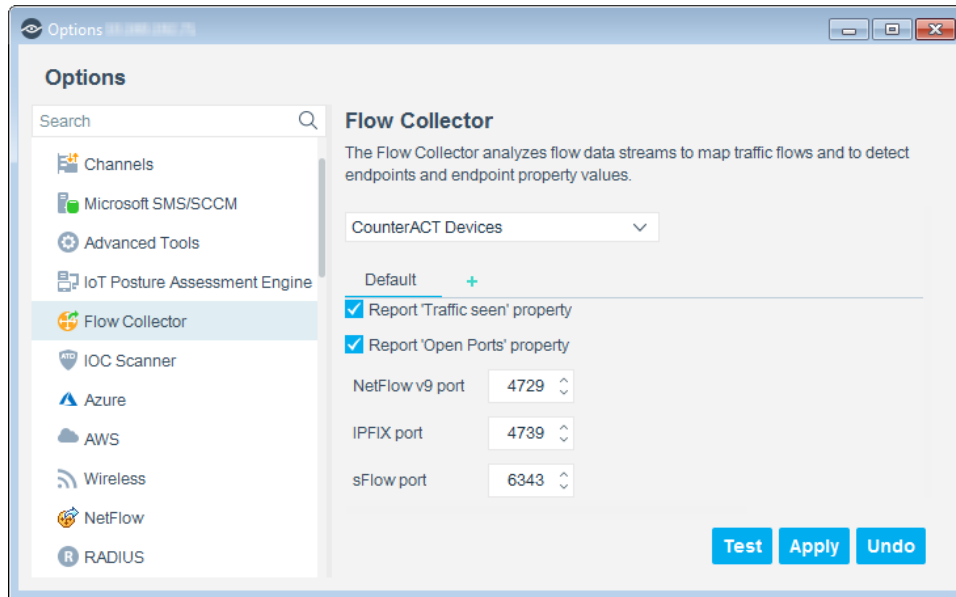 Options
Options
Search
Channels
Microsoft SMS/SCCM
Advanced Tools
IoT Posture Assessment Engine
Flow Collector
IOC Scanner
Azure
AWS
Wireless
NetFlow
RADIUS
Flow Collector
The Flow Collector analyzes flow data streams to map traffic flows and to detect
endpoints and endpoint property values.
CounterACT Devices
Default +
Report 'Traffic seen' property
Report 'Open Ports' property
NetFlow v9 port 4729
IPFIX port 4739
sFlow port 6343
Test Apply Undo